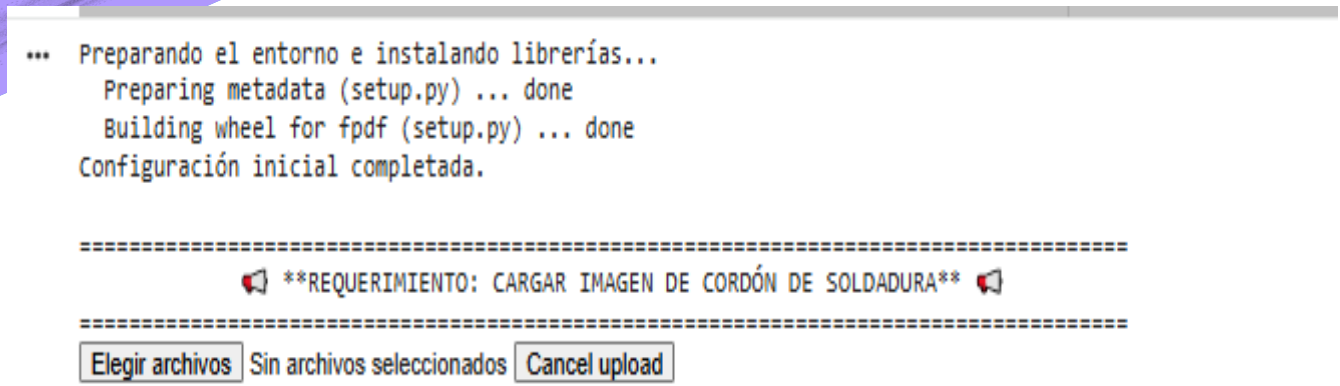 ••• Preparando el entorno e instalando librerías...
Preparing metadata (setup.py) ... done
Building wheel for fpdf (setup.py) ... done
Configuración inicial completada.
=====================================================================================
📢 **REQUERIMIENTO: CARGAR IMAGEN DE CORDÓN DE SOLDADURA** 📢
=====================================================================================
Elegir archivos Sin archivos seleccionados Cancel upload